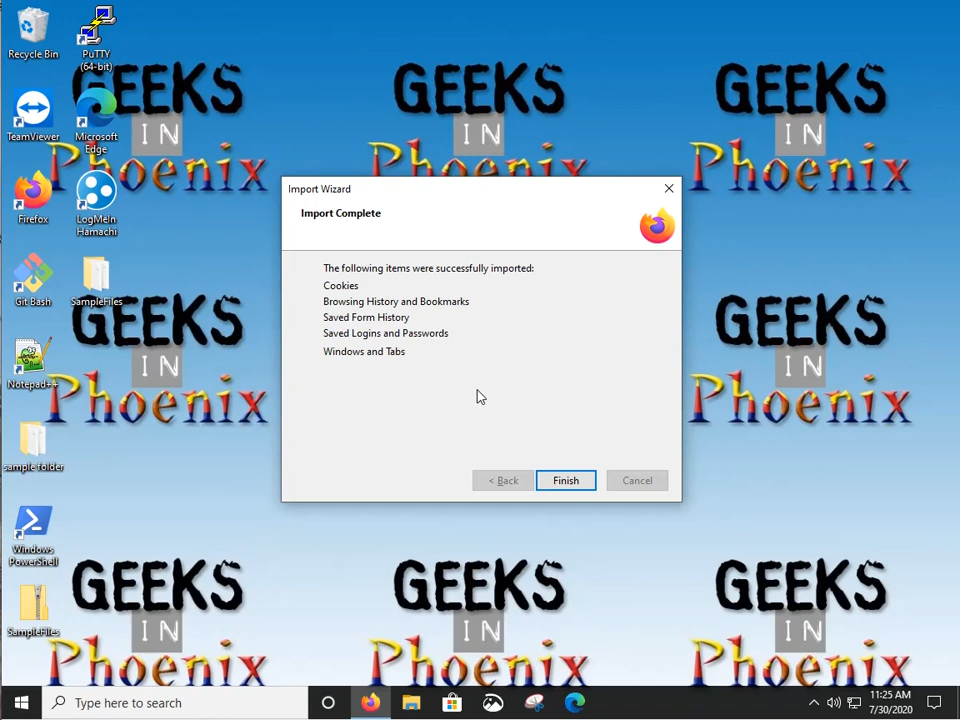 Recycle Bin
PuTTY
(64-bit)
TeamViewer
Microsoft
Edge
Firefox
LogMeIn
Hamachi
Git Bash
SampleFiles
Notepad++
sample folder
Windows
PowerShell
SampleFiles
GEEKS
IN
Phoenix
GEEKS
IN
Phoenix
GEEKS
IN
Phoenix
GEEKS
IN
Phoenix
GEEKS
IN
Phoenix
GEEKS
IN
Phoenix
GEEKS
IN
Phoenix
GEEKS
IN
Phoenix
Import Wizard
Import Complete
The following items were successfully imported:
Cookies
Browsing History and Bookmarks
Saved Form History
Saved Logins and Passwords
Windows and Tabs
< Back
Finish
Cancel
Type here to search
11:25 AM
7/30/2020